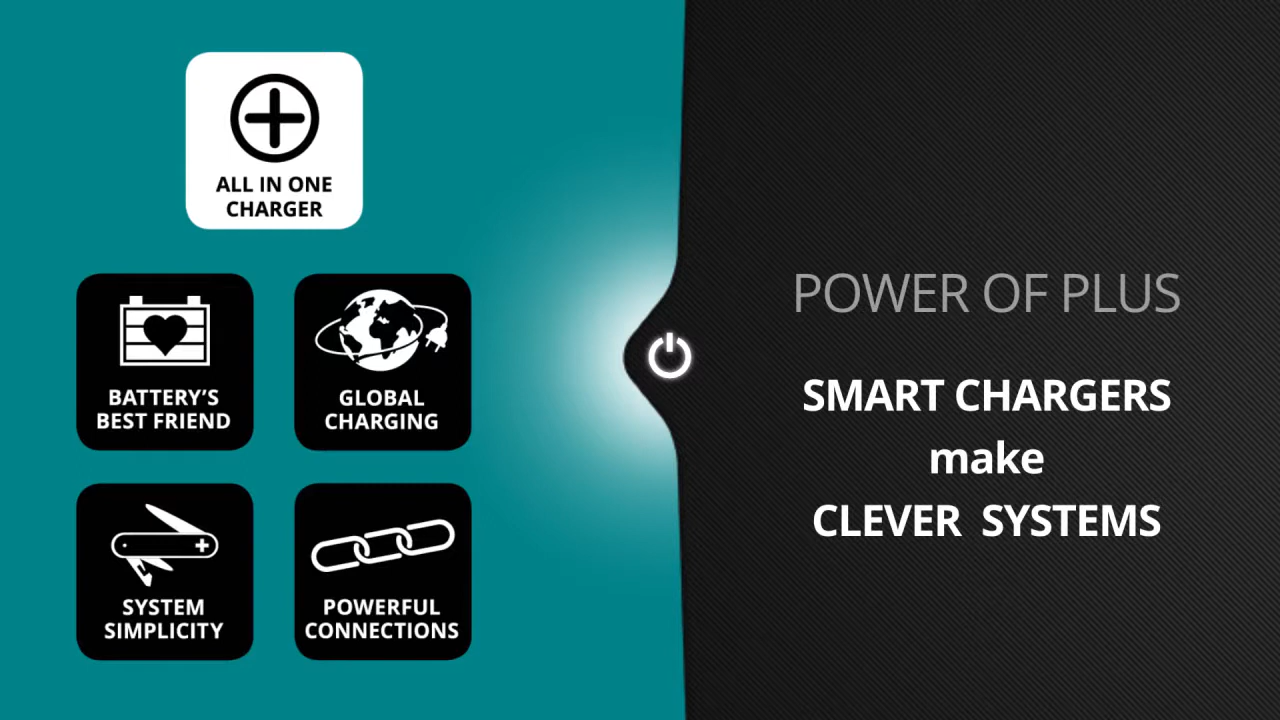 ALL IN ONE
CHARGER
BATTERY'S
BEST FRIEND
GLOBAL
CHARGING
SYSTEM
SIMPLICITY
POWERFUL
CONNECTIONS
POWER OF PLUS
SMART CHARGERS
make
CLEVER SYSTEMS